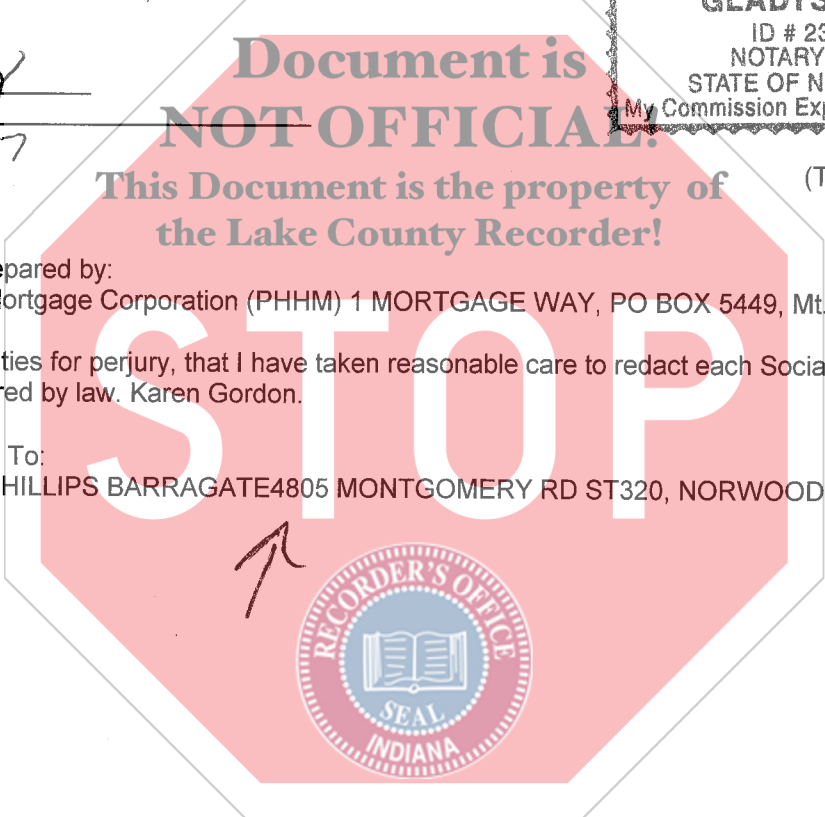 GLADYS
ID # 23
NOTARY
STATE OF N
My Commission Exp
Document is
NOT OFFICIAL!
This Document is the property of
the Lake County Recorder!
(T
epared by:
ortgage Corporation (PHHM) 1 MORTGAGE WAY, PO BOX 5449, Mt.
ties for perjury, that I have taken reasonable care to redact each Socia
red by law. Karen Gordon.
To:
HILLIPS BARRAGATE4805 MONTGOMERY RD ST320, NORWOOD
STOP
RECORDER'S OFFICE
SEAL
INDIANA